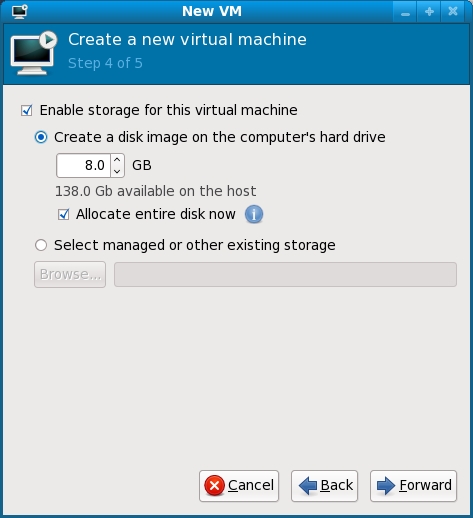 New VM
Create a new virtual machine
Step 4 of 5
Enable storage for this virtual machine
Create a disk image on the computer's hard drive
8.0 GB
138.0 Gb available on the host
Allocate entire disk now
Select managed or other existing storage
Browse...
Cancel Back Forward